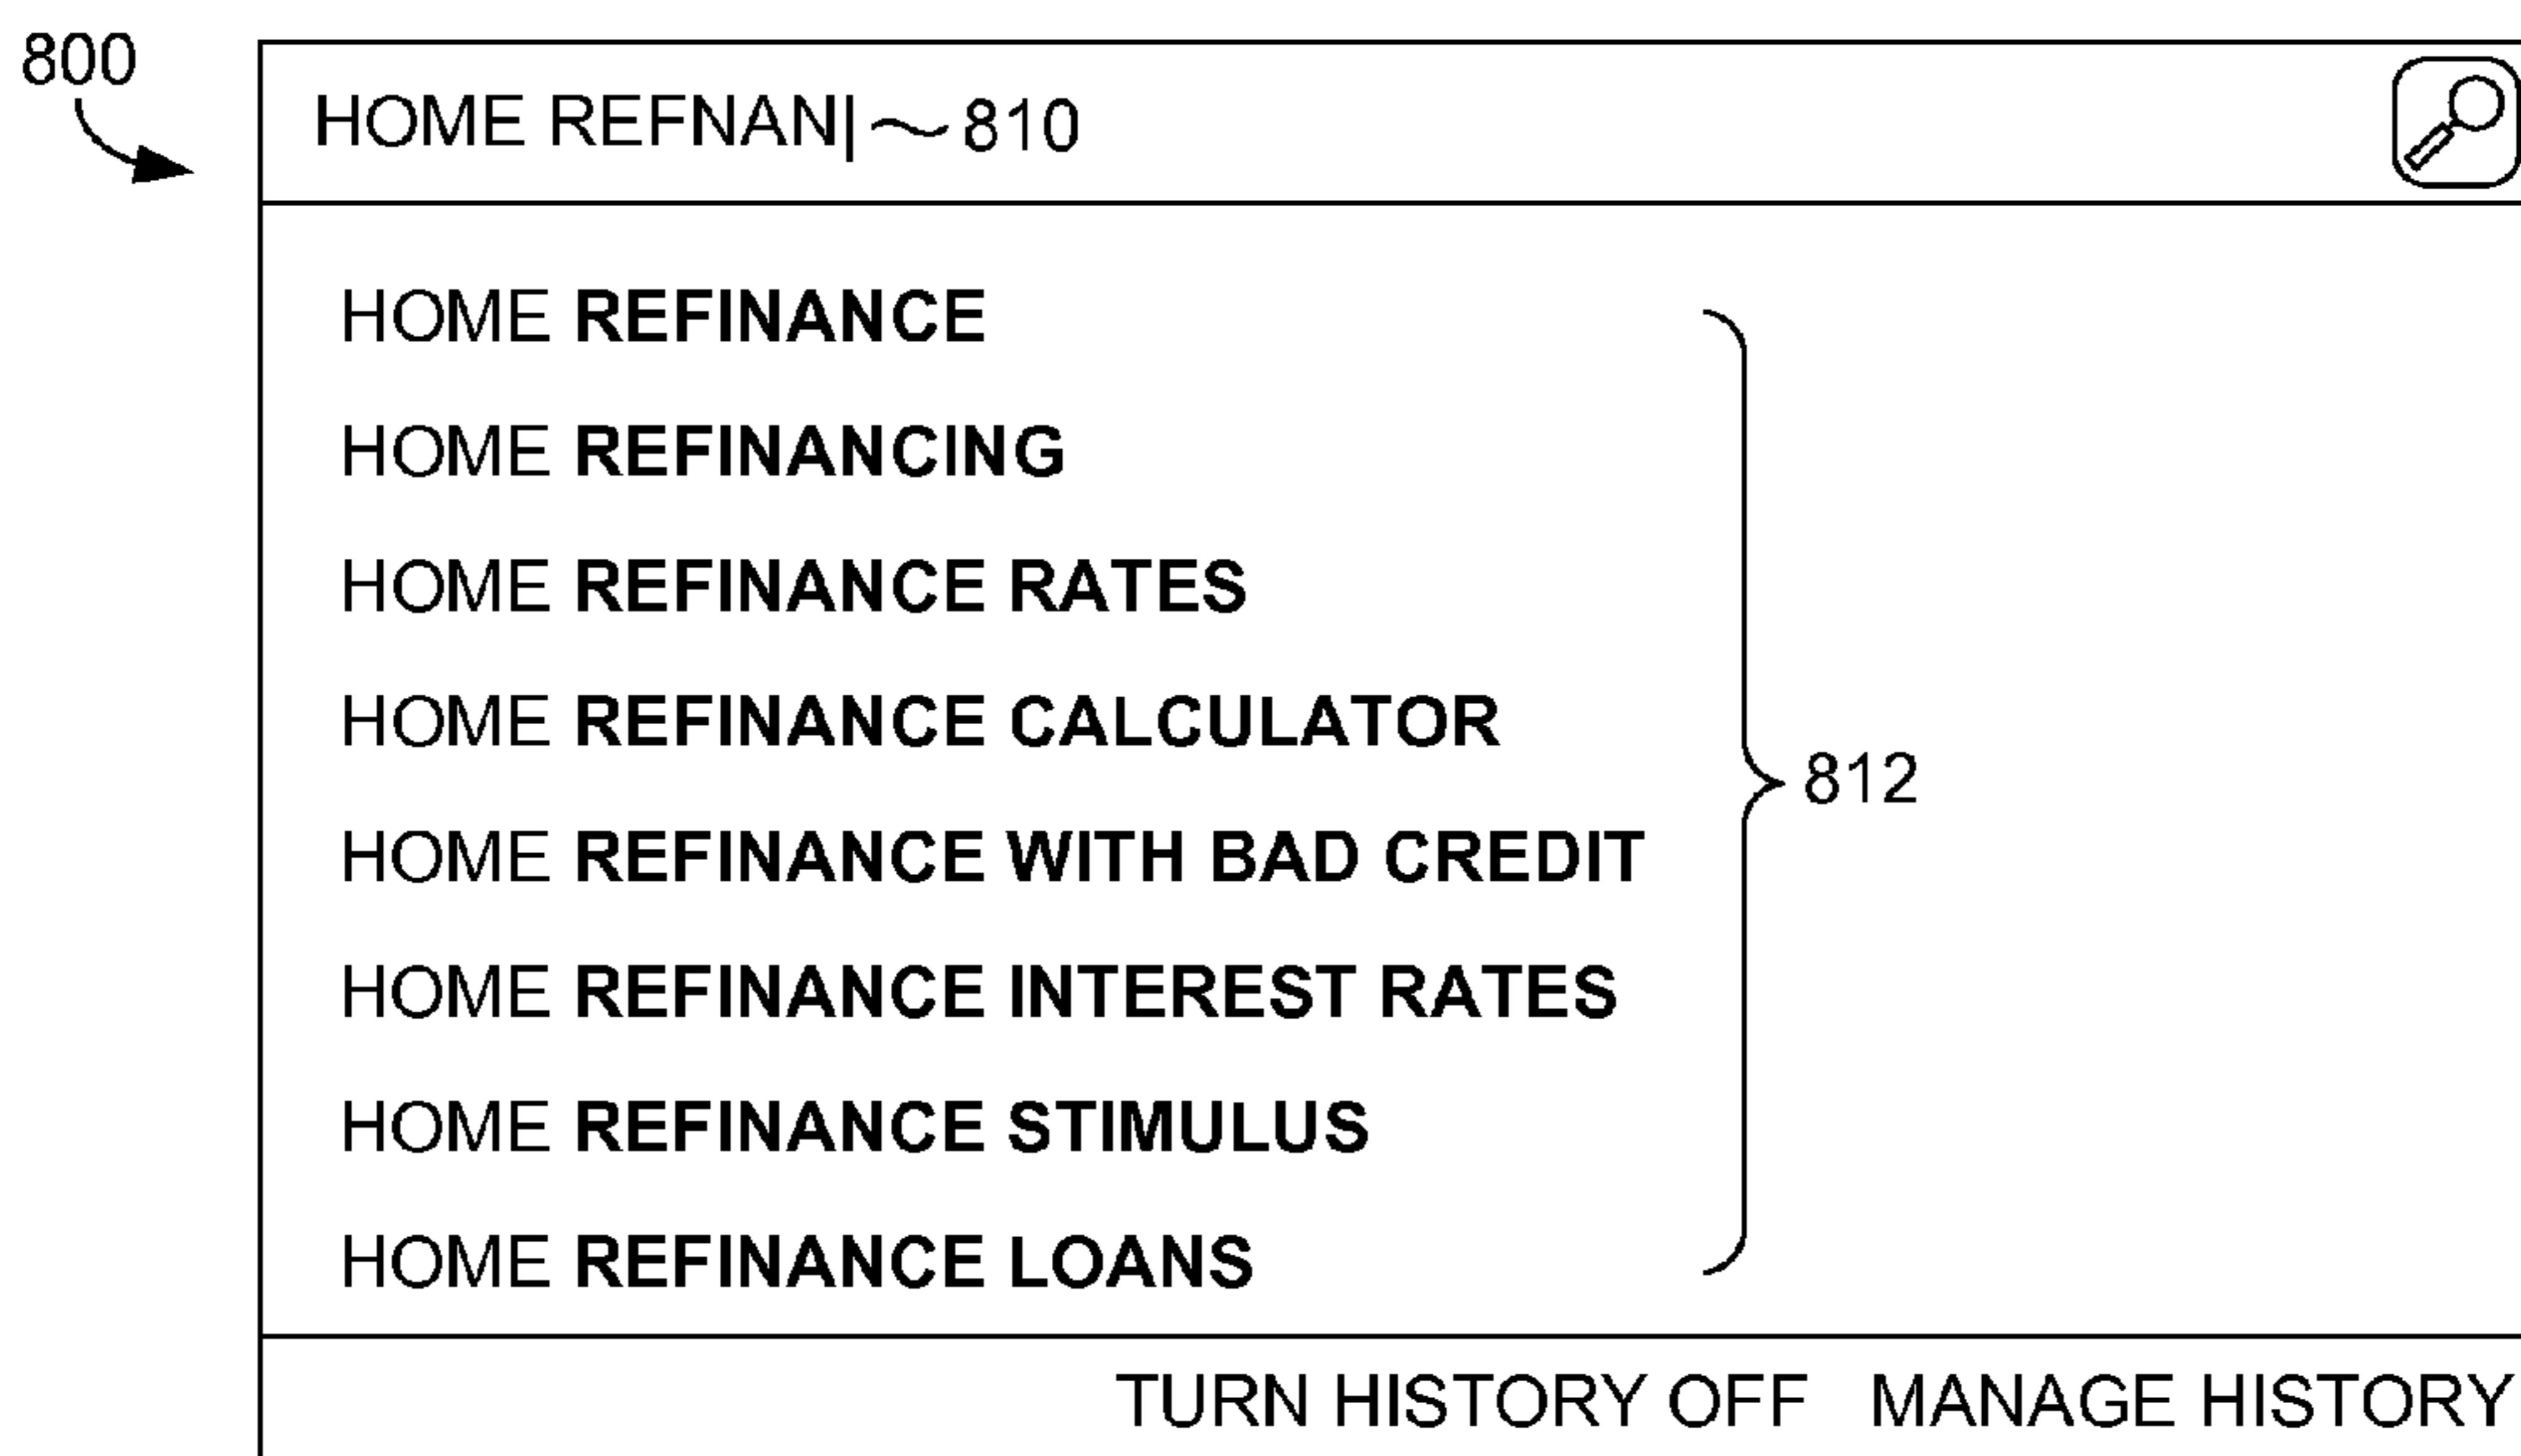 800
HOME REFNAN| 810
HOME REFINANCE
HOME REFINANCING
HOME REFINANCE RATES
HOME REFINANCE CALCULATOR
812
HOME REFINANCE WITH BAD CREDIT
HOME REFINANCE INTEREST RATES
HOME REFINANCE STIMULUS
HOME REFINANCE LOANS
TURN HISTORY OFF MANAGE HISTORY